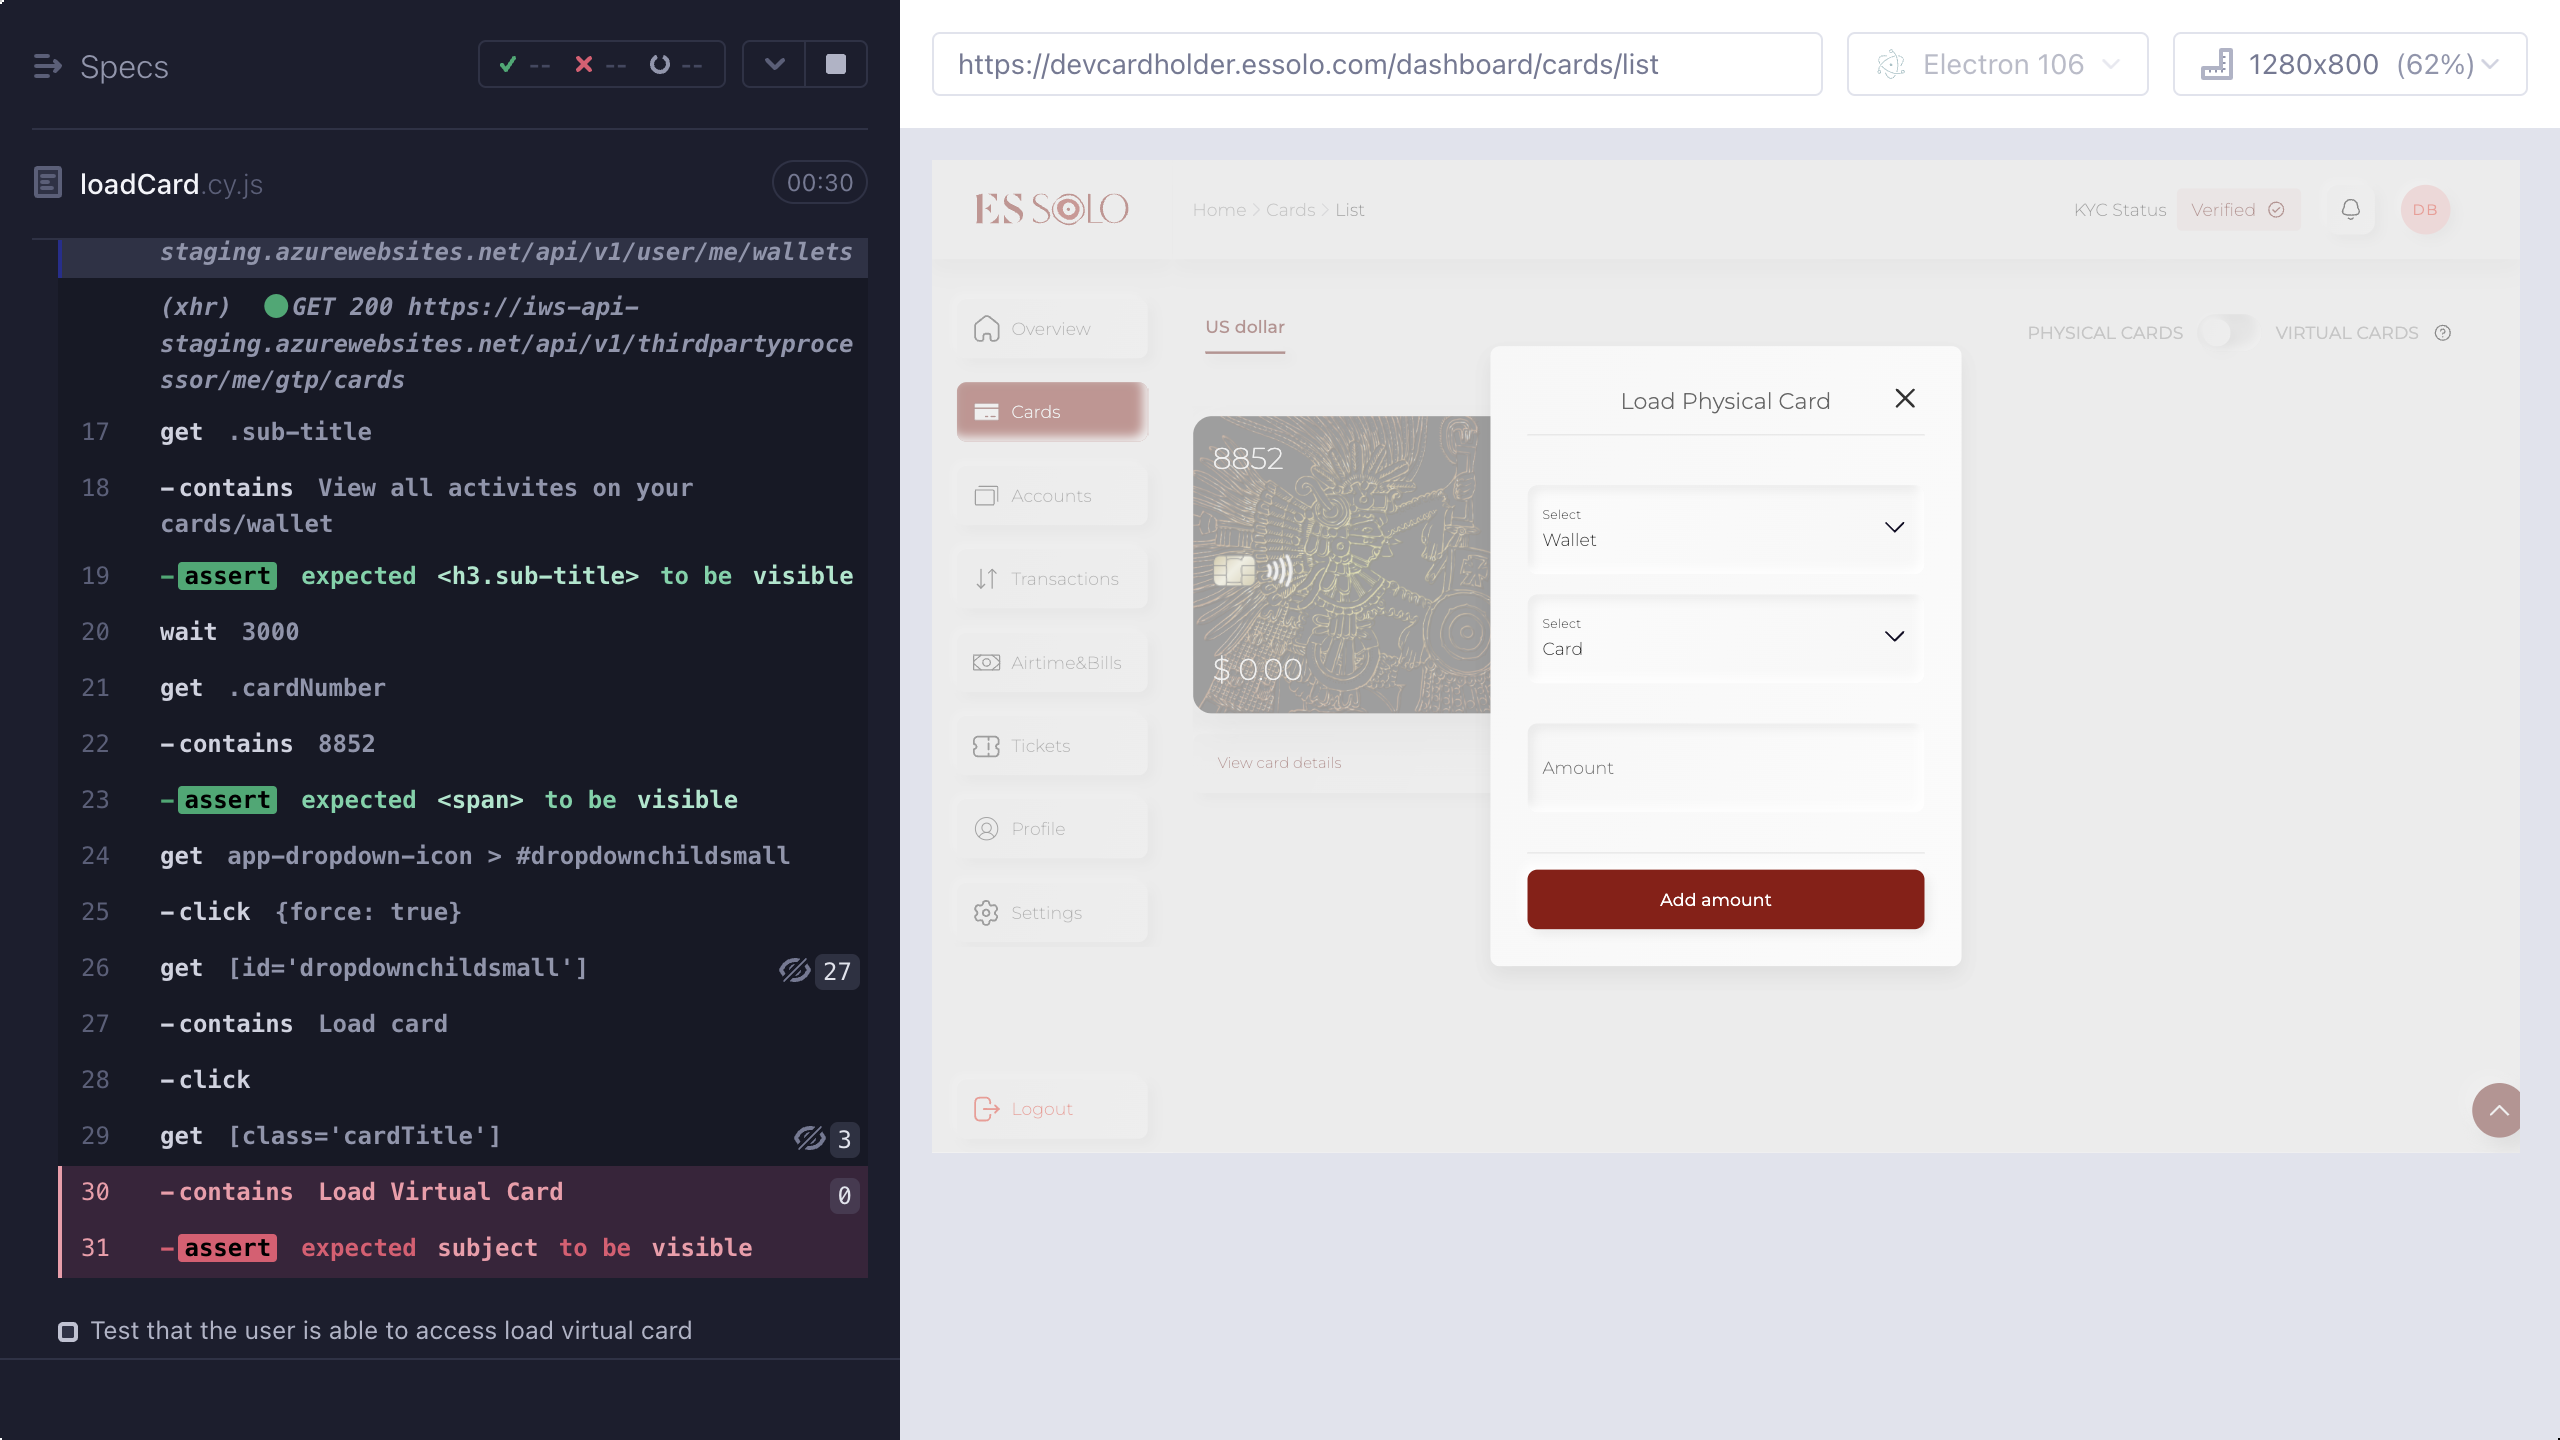 Specs
-- -- --
loadCard.cy.js
00:30
staging.azurewebsites.net/api/v1/user/me/wallets
(xhr) GET 200 https://iws-api-
staging.azurewebsites.net/api/v1/thirdpartyproce
ssor/me/gtp/cards
17 get .sub-title
18 -contains View all activites on your
cards/wallet
19 -assert expected <h3.sub-title> to be visible
20 wait 3000
21 get .cardNumber
22 -contains 8852
23 -assert expected <span> to be visible
24 get app-dropdown-icon > #dropdownchildsmall
25 -click {force: true}
26 get [id='dropdownchildsmall'] 27
27 -contains Load card
28 -click
29 get [class='cardTitle'] 3
30 -contains Load Virtual Card 0
31 -assert expected subject to be visible
Test that the user is able to access load virtual card
https://devcardholder.essolo.com/dashboard/cards/list
Electron 106
1280x800 (62%)
ES SOLO
Home > Cards > List
KYC Status
Verified
DB
Overview
Cards
Accounts
Transactions
Airtime&Bills
Tickets
Profile
Settings
Logout
US dollar
PHYSICAL CARDS
VIRTUAL CARDS
8852
$ 0.00
View card details
Load Physical Card
Select
Wallet
Select
Card
Amount
Add amount